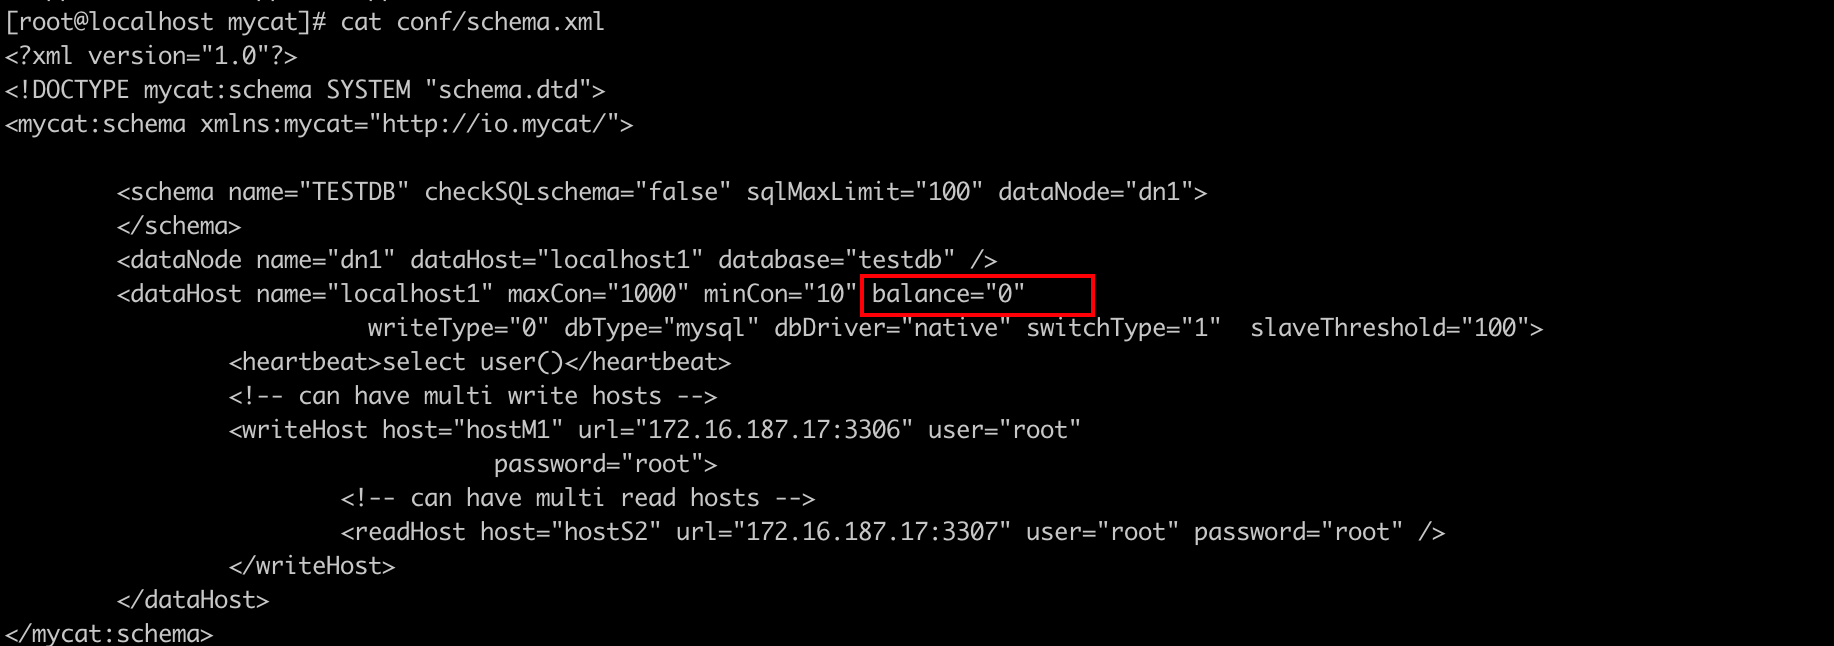 [root@localhost mycat]# cat conf/schema.xml
<?xml version="1.0"?>
<!DOCTYPE mycat:schema SYSTEM "schema.dtd">
<mycat:schema xmlns:mycat="http://io.mycat/">
<schema name="TESTDB" checkSQLschema="false" sqlMaxLimit="100" dataNode="dn1">
</schema>
<dataNode name="dn1" dataHost="localhost1" database="testdb" />
<dataHost name="localhost1" maxCon="1000" minCon="10" balance="0"
writeType="0" dbType="mysql" dbDriver="native" switchType="1"  slaveThreshold="100">
<heartbeat>select user()</heartbeat>
<!-- can have multi write hosts -->
<writeHost host="hostM1" url="172.16.187.17:3306" user="root"
password="root">
<!-- can have multi read hosts -->
<readHost host="hostS2" url="172.16.187.17:3307" user="root" password="root" />
</writeHost>
</dataHost>
</mycat:schema>